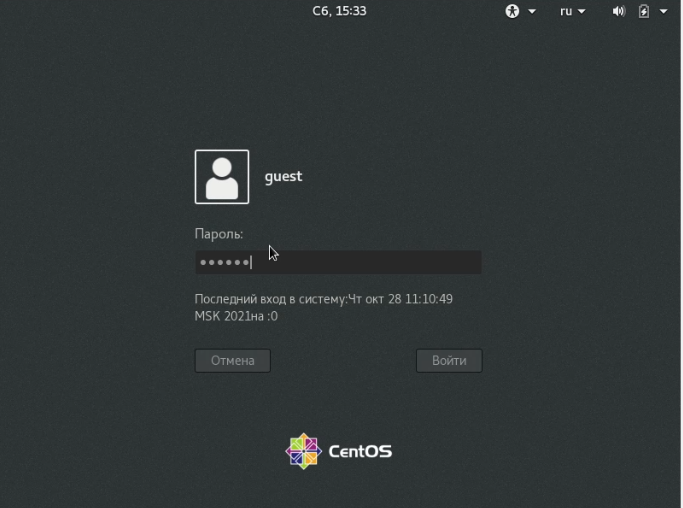 Сб, 15:33
ru
guest
Пароль:
Последний вход в систему:Чт окт 28 11:10:49
MSK 2021на :0
Отмена
Войти
CentOS